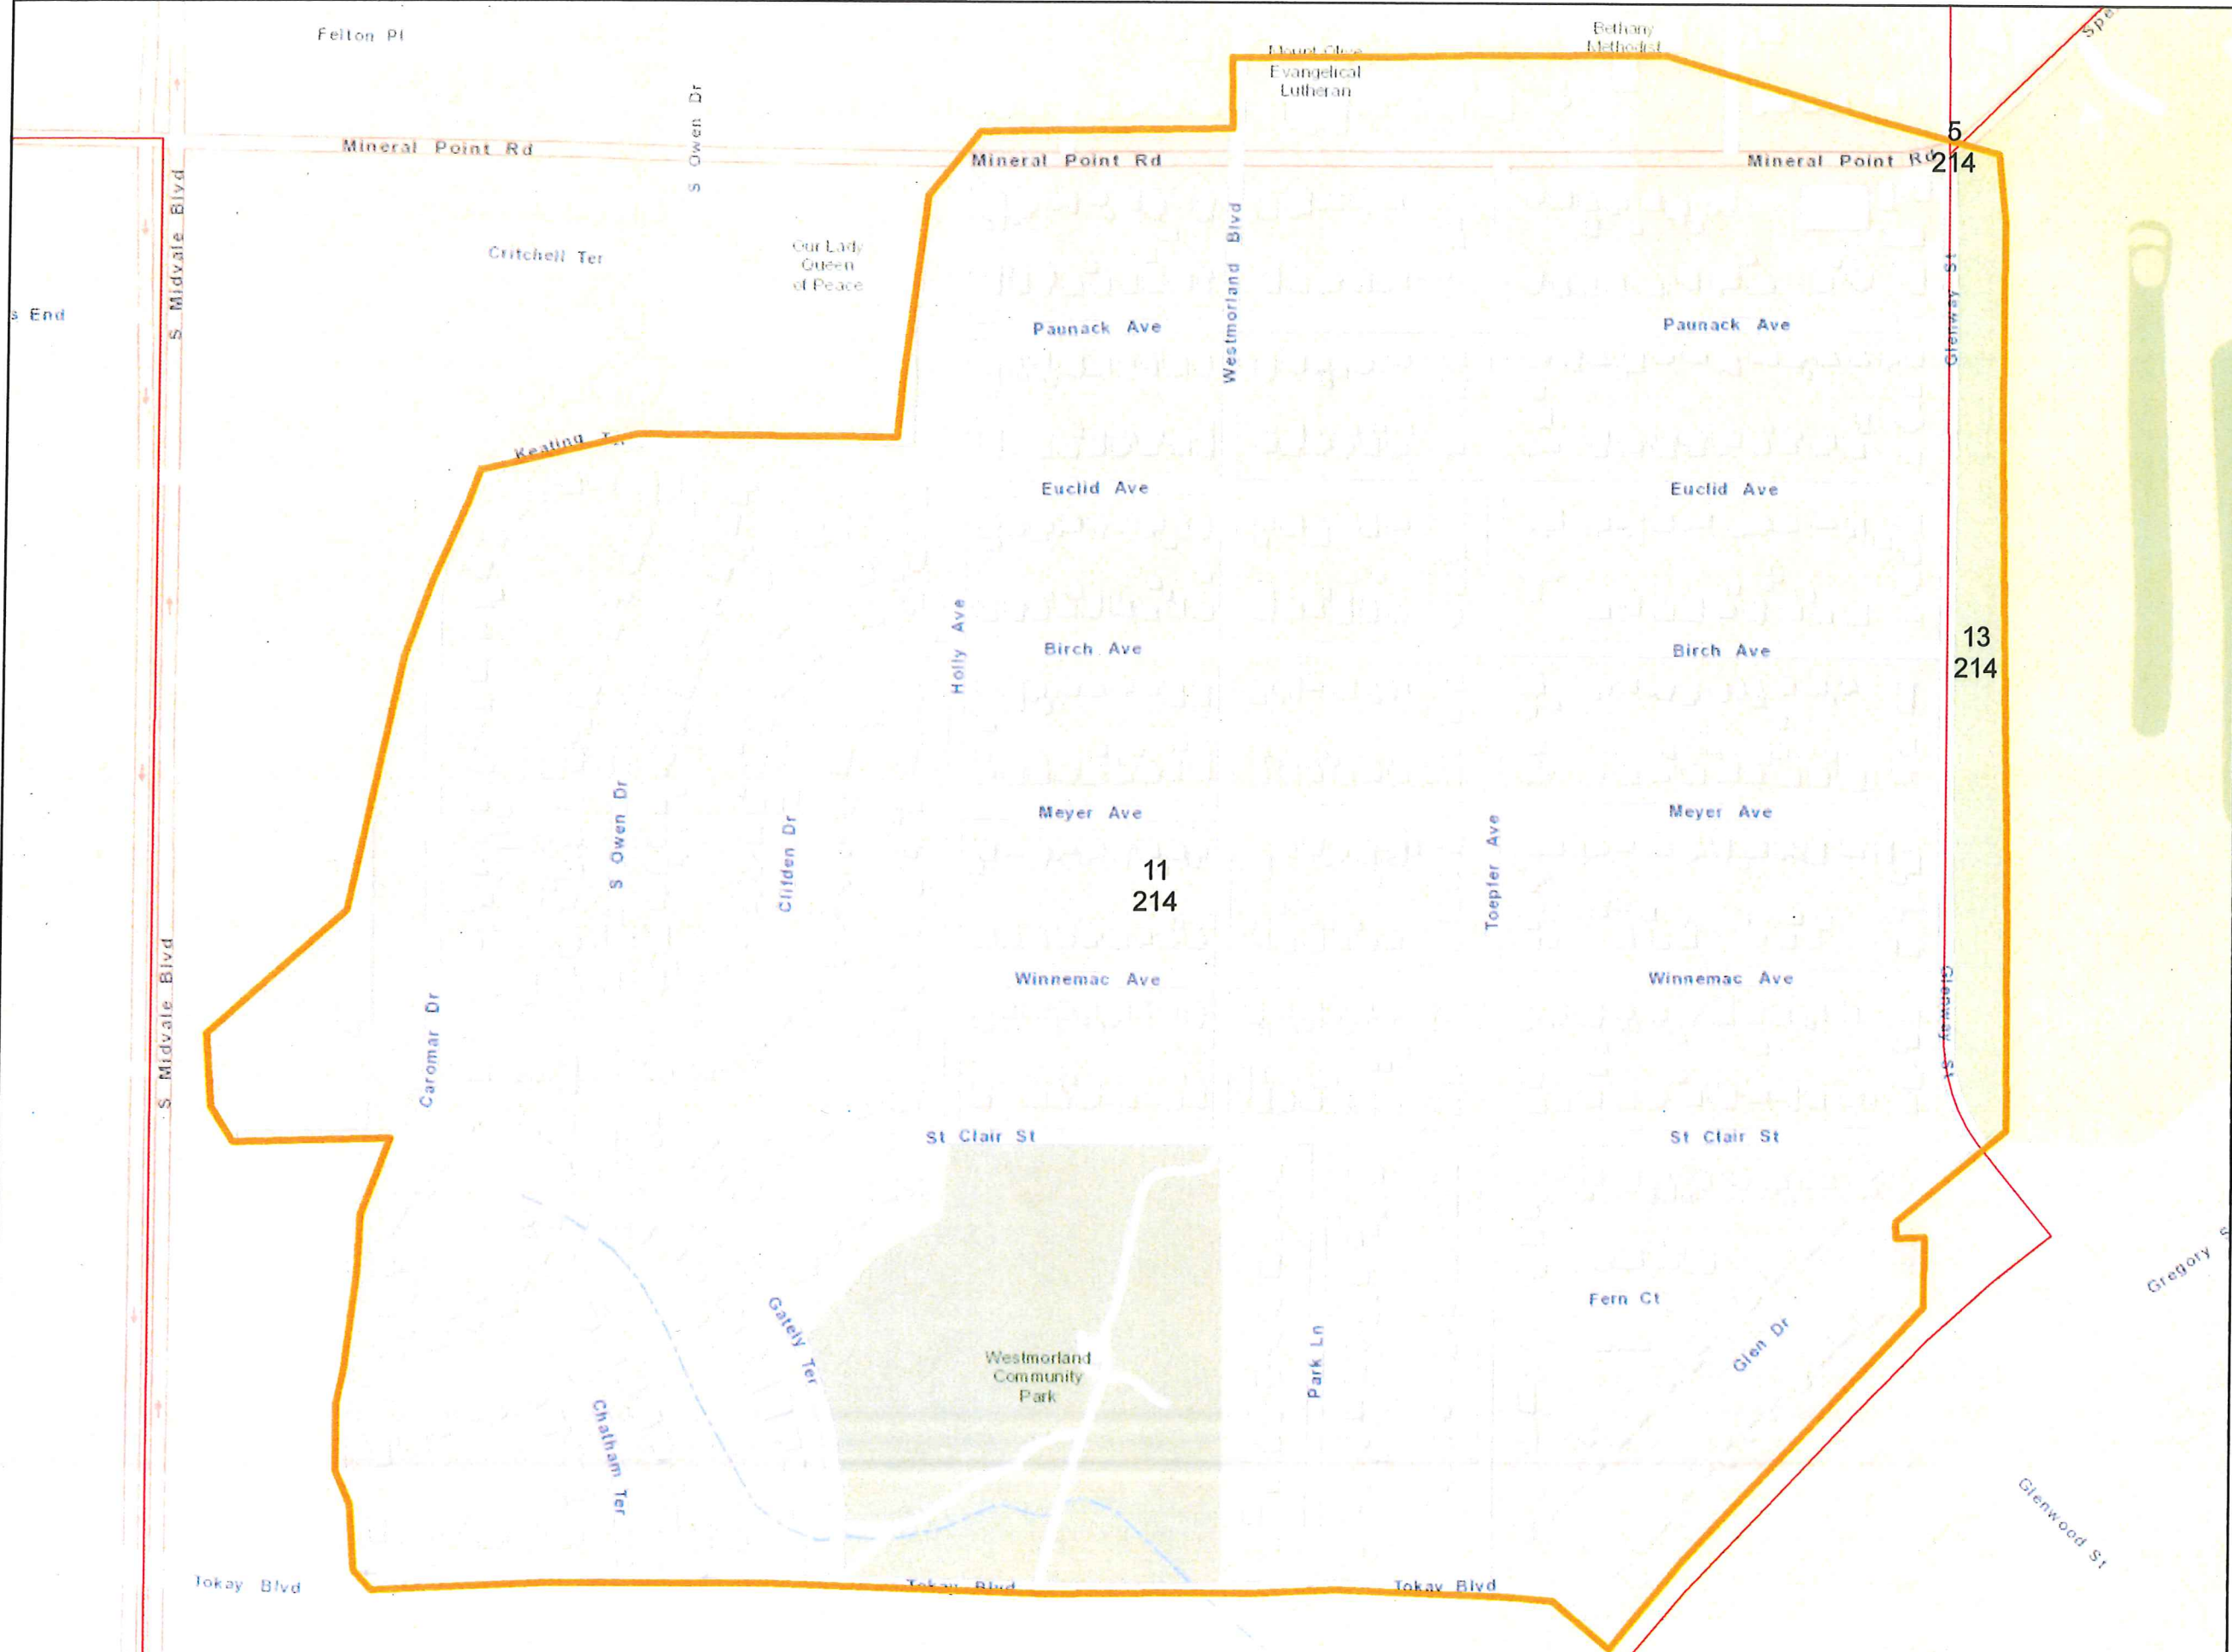 Felton Pl
Bethany
Methodist
Mount Olive
Evangelical
Lutheran
S Owen Dr
5
214
Mineral Point Rd
Mineral Point Rd
Mineral Point Rd
S Midvale Blvd
Westmorland Blvd
Glenway St
Critchell Ter
Our Lady
Queen
of Peace
s End
Paunack Ave
Paunack Ave
Keating Ter
Euclid Ave
Euclid Ave
Holly Ave
Birch Ave
Birch Ave
13
214
S Owen Dr
Clifden Dr
Meyer Ave
Toepfer Ave
Meyer Ave
11
214
S Midvale Blvd
Caromar Dr
Winnemac Ave
Winnemac Ave
Glenway St
St Clair St
St Clair St
Gregory S
Gately Ter
Fern Ct
Glen Dr
Park Ln
Westmorland
Community
Park
Chatham Ter
Glenwood St
Tokay Blvd
Tokay Blvd
Tokay Blvd